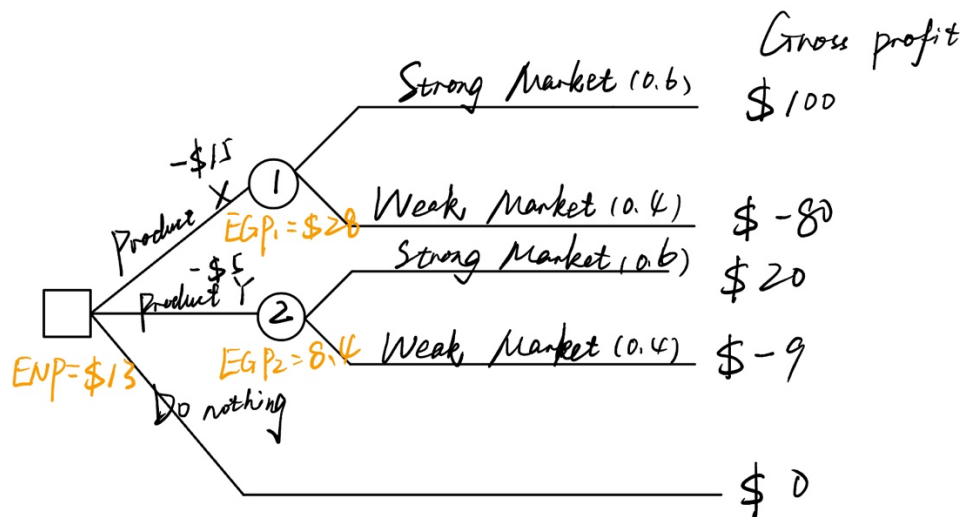 Gross profit
Strong Market (0.6)
$ 100
-$15
Product X
1
EGP₁=$28
Weak Market (0.4)
$ -80
Strong Market (0.6)
$ 20
-$5
Product Y
2
EGP₂=8.4
Weak Market (0.4)
$ -9
ENP=$13
Do nothing
$ 0